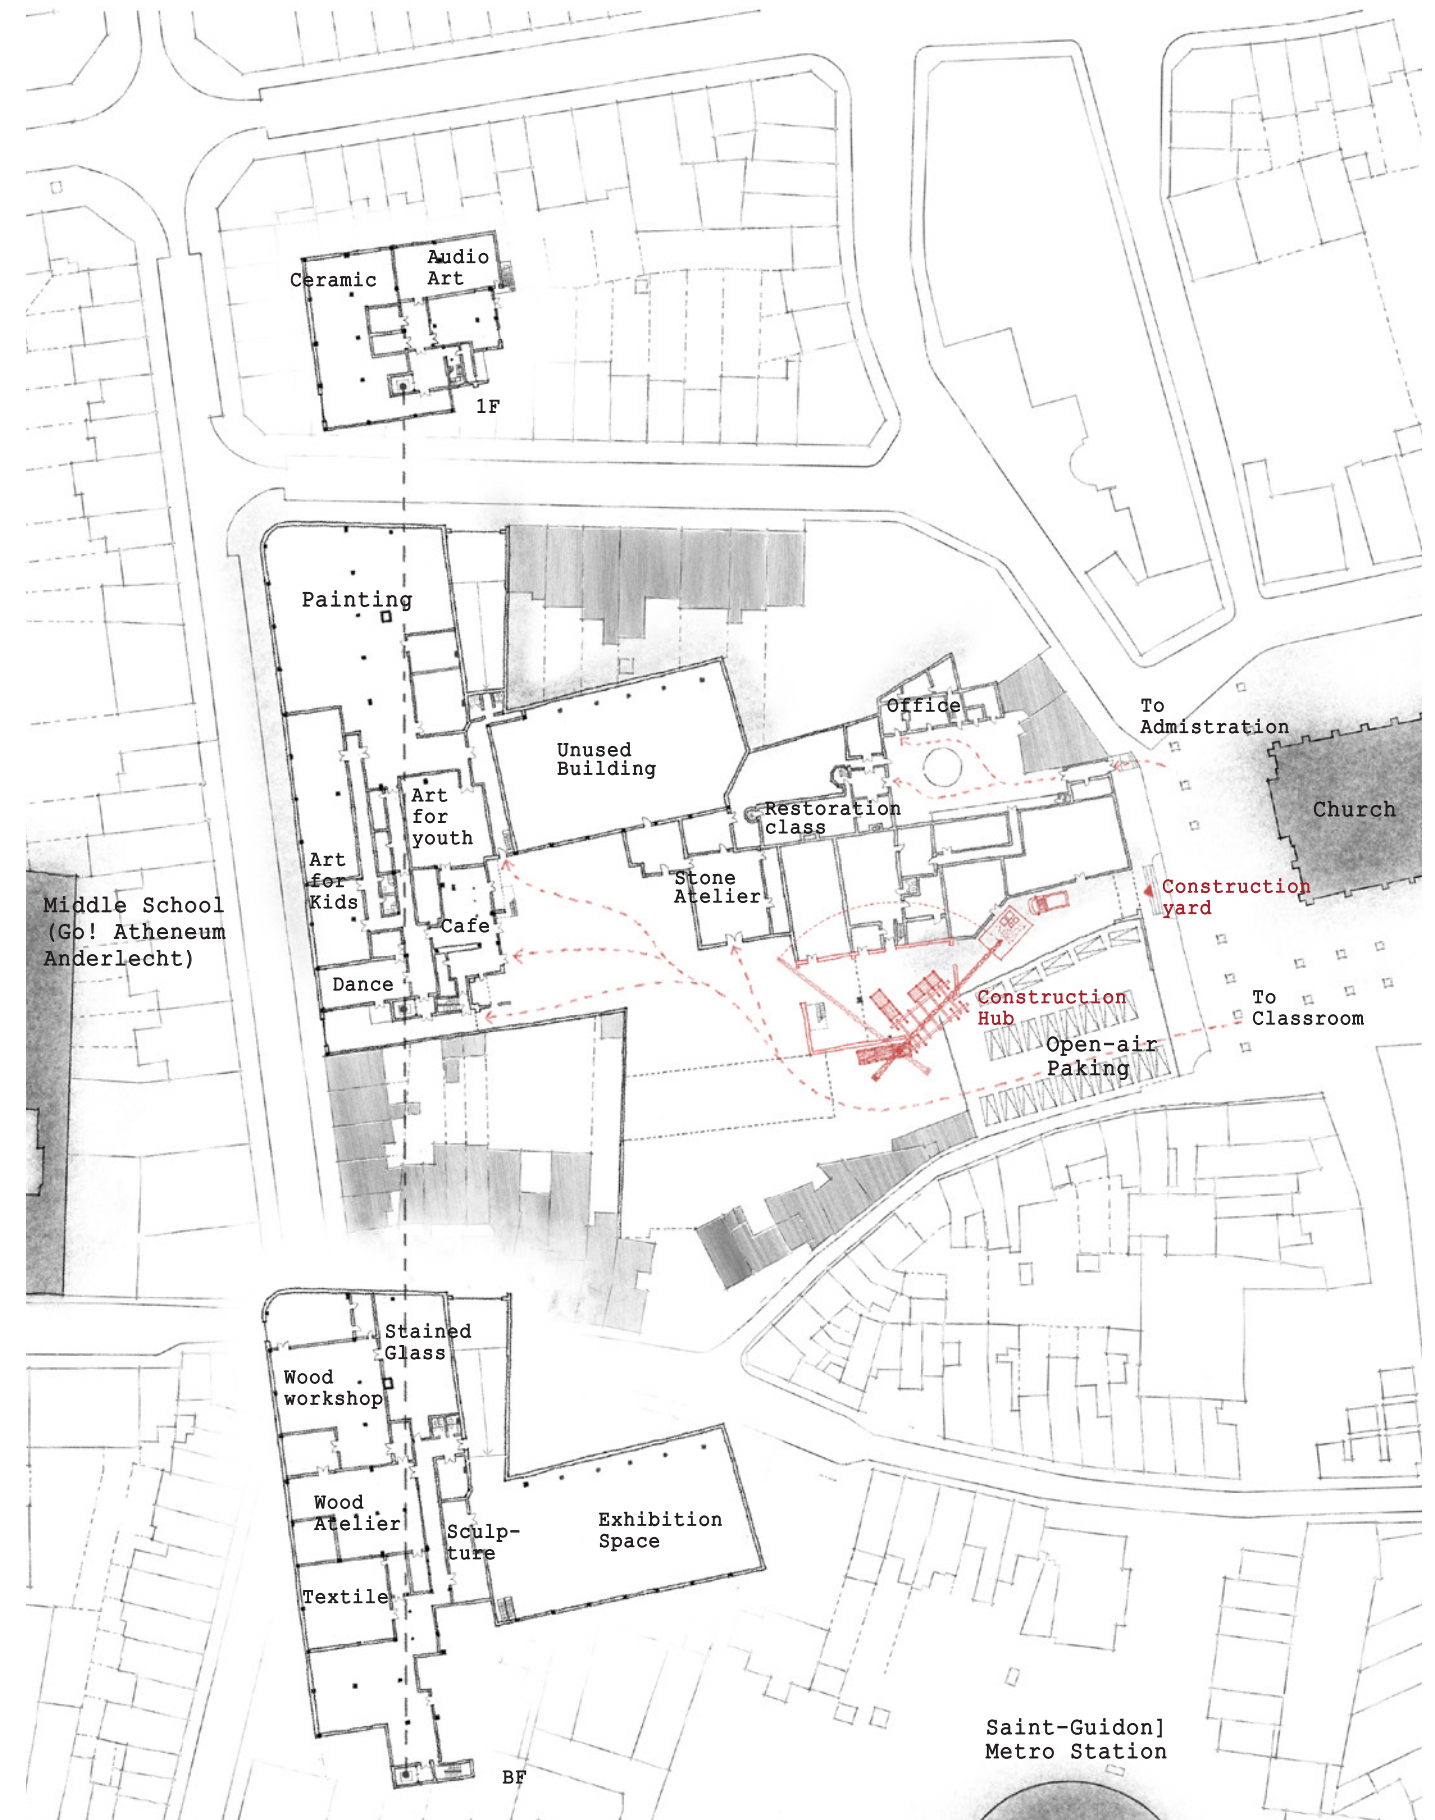 Audio
Art
Ceramic
1F
Painting
To
Admistration
Office
Unused
Building
Art
for
youth
Restoration
class
Church
Art
for
Kids
Stone
Atelier
Construction
yard
Middle School
(Go! Atheneum
Anderlecht)
Cafe
Dance
Construction
Hub
To
Classroom
Open-air
Paking
Stained
Glass
Wood
workshop
Wood
Atelier
Sculp-
ture
Exhibition
Space
Textile
Saint-Guidon]
Metro Station
BF